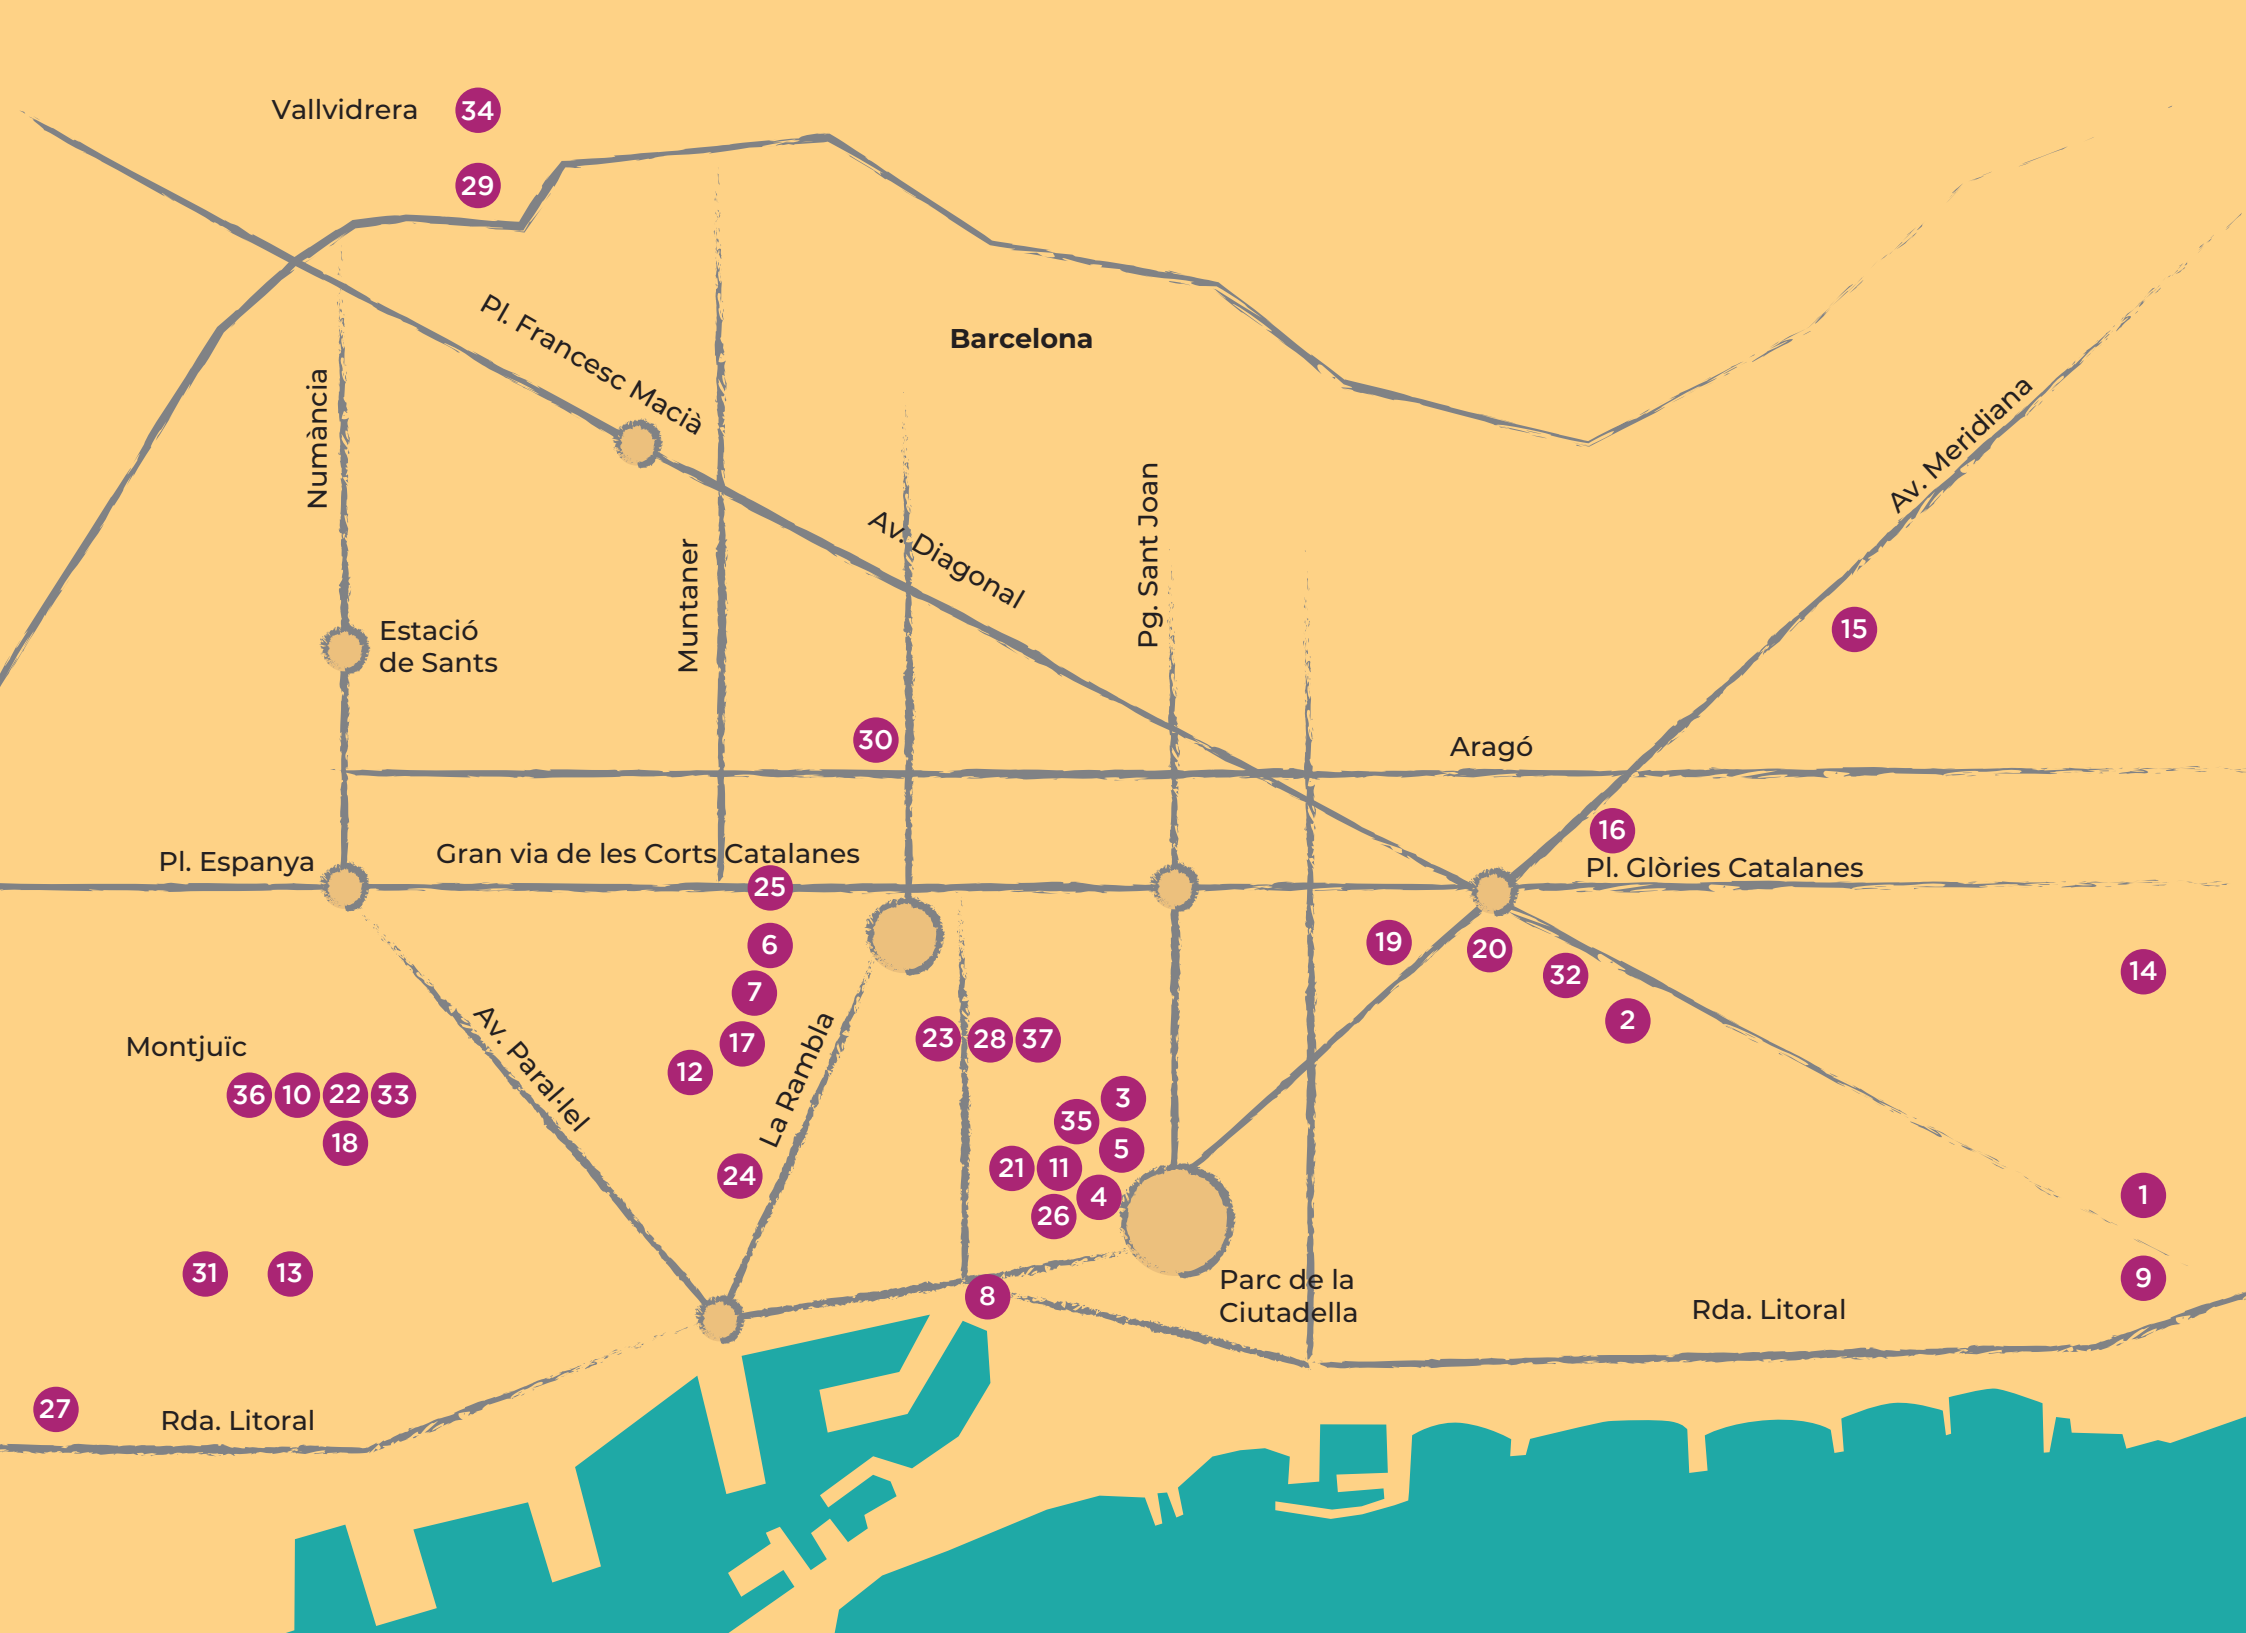 Vallvidrera
34
29
Pl. Francesc Macià
Barcelona
Numància
Av. Meridiana
Pg. Sant Joan
Av. Diagonal
Muntaner
Estació
de Sants
15
30
Aragó
16
Gran via de les Corts Catalanes
Pl. Espanya
Pl. Glòries Catalanes
25
6
19
20
32
14
7
2
Av. Paral·lel
La Rambla
Montjuïc
17
23
28
37
12
36
10
22
33
3
35
18
5
21
11
24
4
1
26
31
13
Parc de la
Ciutadella
9
8
Rda. Litoral
27
Rda. Litoral